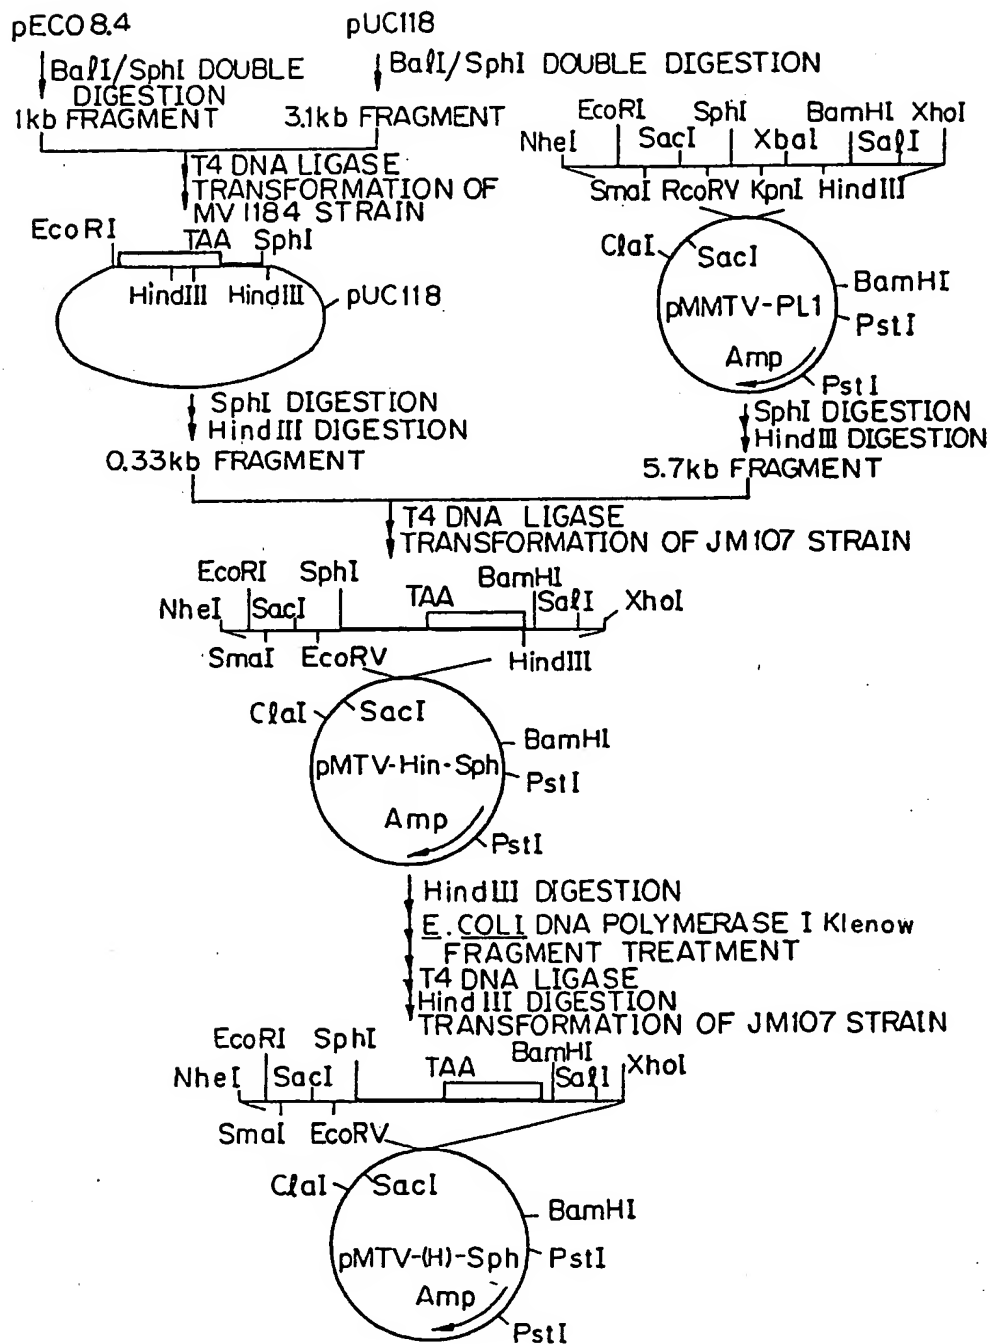 pECO8.4
pUC118
BalI/SphI DOUBLE
DIGESTION
BalI/SphI DOUBLE DIGESTION
1kb FRAGMENT
3.1kb FRAGMENT
T4 DNA LIGASE
TRANSFORMATION OF
MV1184 STRAIN
EcoRI
TAA
SphI
HindIII
HindIII
pUC118
SphI DIGESTION
HindIII DIGESTION
0.33kb FRAGMENT
EcoRI
SphI
BamHI
XhoI
NheI
SacI
XbaI
SalI
SmaI
RcoRV
KpnI
HindIII
ClaI
SacI
pMMTV-PL1
BamHI
PstI
Amp
PstI
SphI DIGESTION
HindIII DIGESTION
5.7kb FRAGMENT
T4 DNA LIGASE
TRANSFORMATION OF JM107 STRAIN
EcoRI
SphI
BamHI
NheI
SacI
TAA
SalI
XhoI
SmaI
EcoRV
HindIII
ClaI
SacI
BamHI
pMTV-Hin·Sph
PstI
Amp
PstI
HindIII DIGESTION
E.COLI DNA POLYMERASE I Klenow
FRAGMENT TREATMENT
T4 DNA LIGASE
HindIII DIGESTION
TRANSFORMATION OF JM107 STRAIN
EcoRI
SphI
BamHI
NheI
SacI
TAA
SalI
XhoI
SmaI
EcoRV
ClaI
SacI
BamHI
pMTV-(H)-Sph
PstI
Amp
PstI